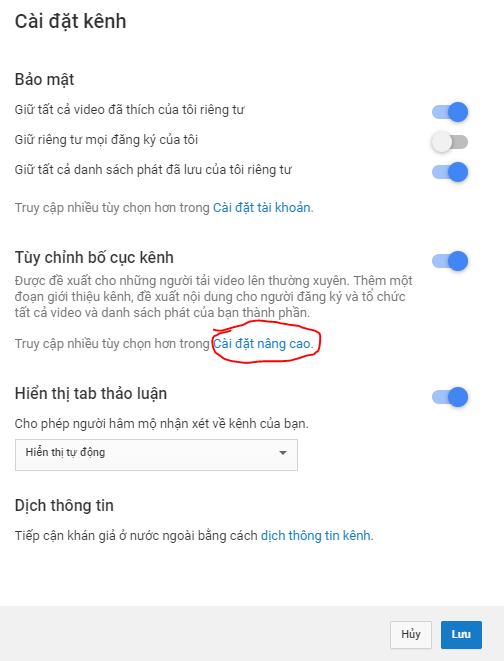 Cài đặt kênh
Bảo mật
Giữ tất cả video đã thích của tôi riêng tư
Giữ riêng tư mọi đăng ký của tôi
Giữ tất cả danh sách phát đã lưu của tôi riêng tư
Truy cập nhiều tùy chọn hơn trong Cài đặt tài khoản.
Tùy chỉnh bố cục kênh
Được đề xuất cho những người tải video lên thường xuyên. Thêm một
đoạn giới thiệu kênh, đề xuất nội dung cho người đăng ký và tổ chức
tất cả video và danh sách phát của bạn thành phần.
Truy cập nhiều tùy chọn hơn trong Cài đặt nâng cao.
Hiển thị tab thảo luận
Cho phép người hâm mộ nhận xét về kênh của bạn.
Hiển thị tự động
Dịch thông tin
Tiếp cận khán giả ở nước ngoài bằng cách dịch thông tin kênh.
Hủy
Lưu